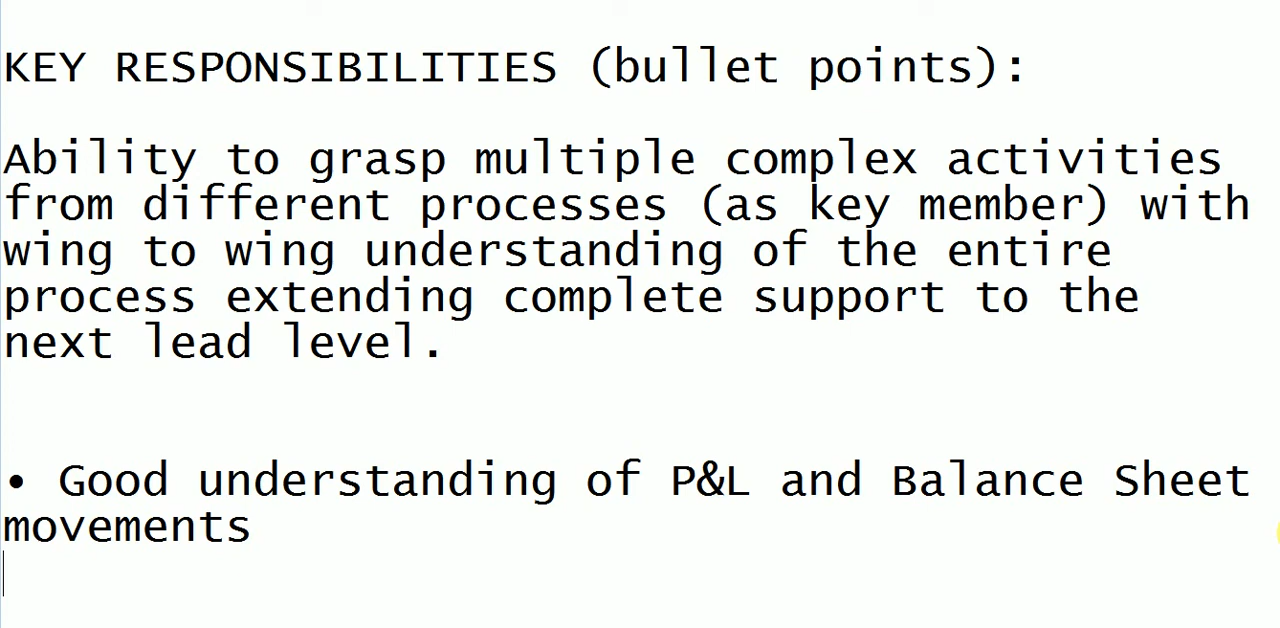 KEY RESPONSIBILITIES (bullet points):
Ability to grasp multiple complex activities
from different processes (as key member) with
wing to wing understanding of the entire
process extending complete support to the
next lead level.
• Good understanding of P&L and Balance Sheet
movements